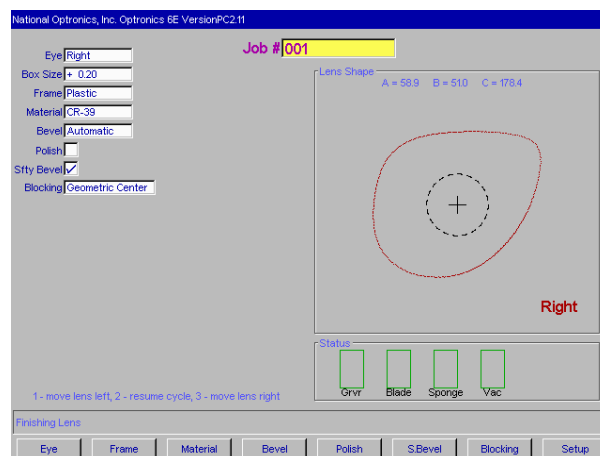 National Optronics, Inc. Optronics 6E VersionPC2.11
Job # 001
Eye Right
Box Size + 0.20
Frame Plastic
Material CR-39
Bevel Automatic
Polish
Sfty Bevel
Blocking Geometric Center
Lens Shape
A = 58.9 B = 51.0 C = 178.4
Right
Status
Grvr Blade Sponge Vac
1 - move lens left, 2 - resume cycle, 3 - move lens right
Finishing Lens
Eye Frame Material Bevel Polish S.Bevel Blocking Setup